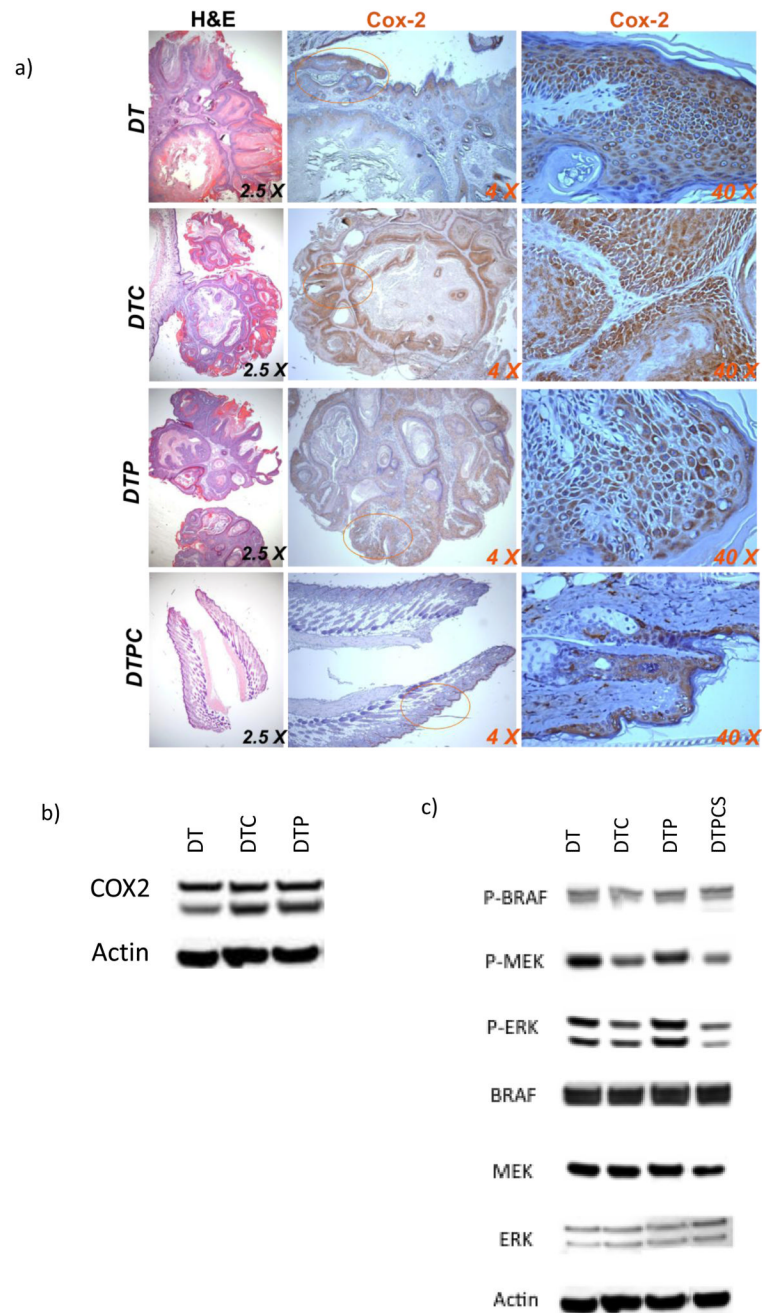 H&E Cox-2 Cox-2
a)
DT 2.5 X 4 X 40 X
DTC 2.5 X 4 X 40 X
DTP 2.5 X 4 X 40 X
DTPC 2.5 X 4 X 40 X
b)
DT DTC DTP
COX2
Actin
c)
DT DTC DTP DTPCS
P-BRAF
P-MEK
P-ERK
BRAF
MEK
ERK
Actin